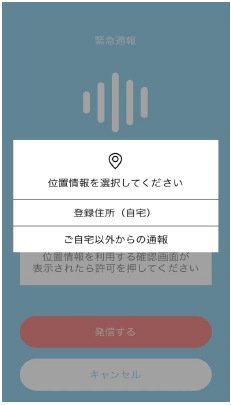 緊急通報
位置情報を選択してください
登録住所（自宅）
ご自宅以外からの通報
位置情報を利用する確認画面が
表示されたら許可を押してください
発信する
キャンセル